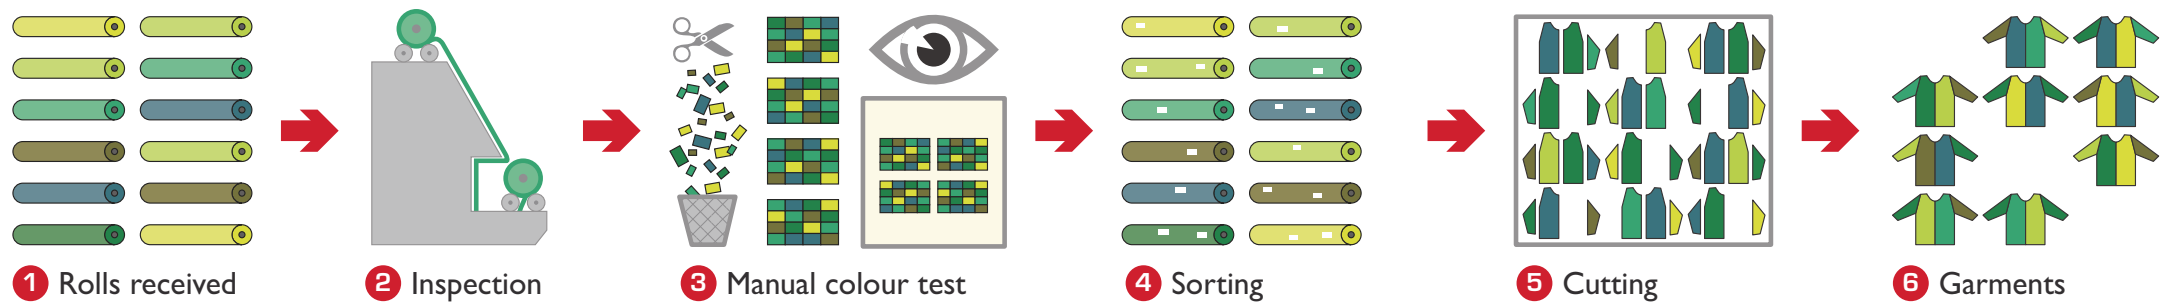 1 Rolls received
2 Inspection
3 Manual colour test
4 Sorting
5 Cutting
6 Garments